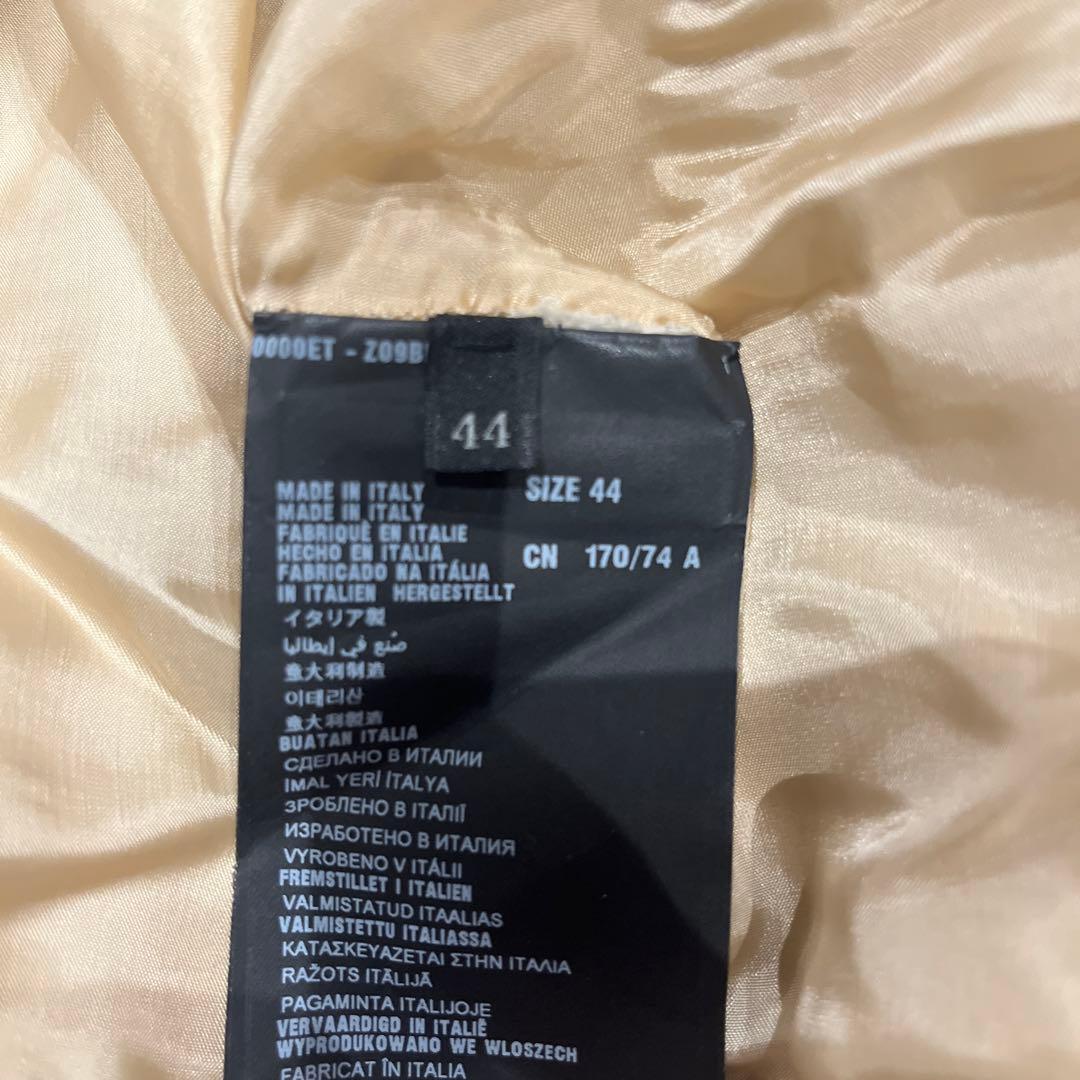 0000ET - Z09B
44
MADE IN ITALY
MADE IN ITALY
FABRIQUÉ EN ITALIE
HECHO EN ITALIA
FABRICADO NA ITÁLIA
IN ITALIEN HERGESTELLT
イタリア製
صُنع في إيطاليا
意大利制造
이태리산
意大利製造
BUATAN ITALIA
СДЕЛАНО В ИТАЛИИ
IMAL YERİ İTALYA
ЗРОБЛЕНО В ІТАЛІЇ
ИЗРАБОТЕНО В ИТАЛИЯ
VYROBENO V ITÁLII
FREMSTILLET I ITALIEN
VALMISTATUD ITAALIAS
VALMISTETTU ITALIASSA
ΚΑΤΑΣΚΕΥΑΖΕΤΑΙ ΣΤΗΝ ΙΤΑΛΙΑ
RAŽOTS ITĀLIJĀ
PAGAMINTA ITALIJOJE
VERVAARDIGD IN ITALIË
WYPRODUKOWANO WE WLOSZECH
FABRICAT ÎN ITALIA
SIZE 44
CN 170/74 A